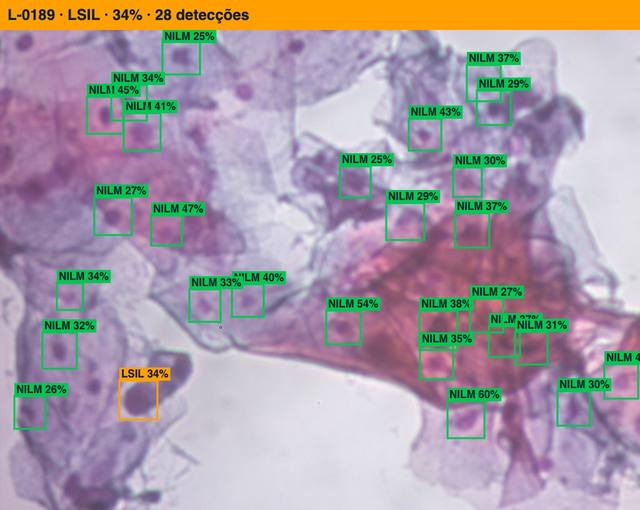 L-0189 · LSIL · 34% · 28 detecções
NILM 25%
NILM 37%
NILM 34%
NILM 29%
NILM 45%
NILM 41%
NILM 43%
NILM 25%
NILM 30%
NILM 27%
NILM 29%
NILM 47%
NILM 37%
NILM 34%
NILM 33%
NILM 40%
NILM 27%
NILM 54%
NILM 38%
NILM 32%
NILM 31%
NILM 35%
NILM 4
LSIL 34%
NILM 26%
NILM 30%
NILM 60%